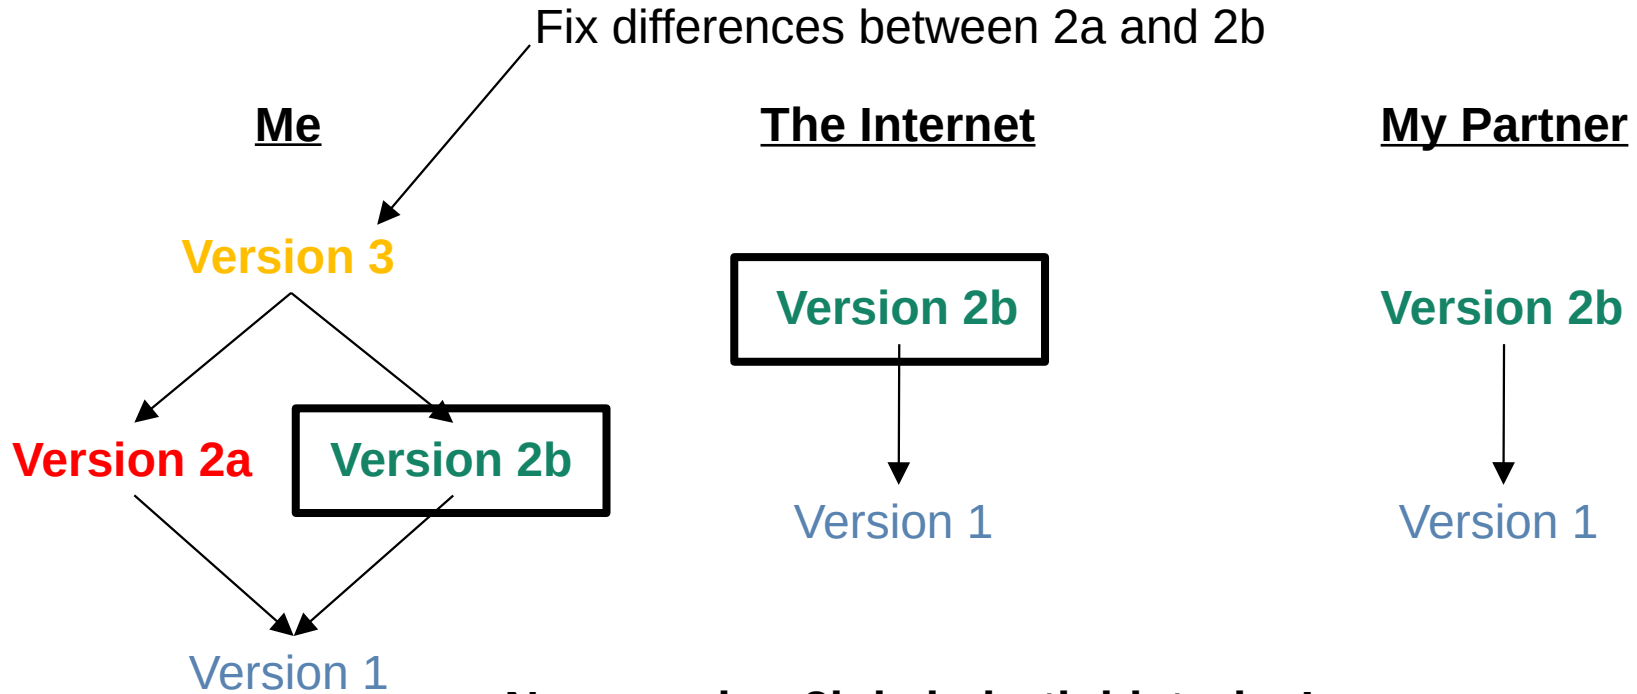 Fix differences between 2a and 2b
Me
The Internet
My Partner
Version 3
Version 2b
Version 2b
Version 2a
Version 2b
Version 1
Version 1
Version 1